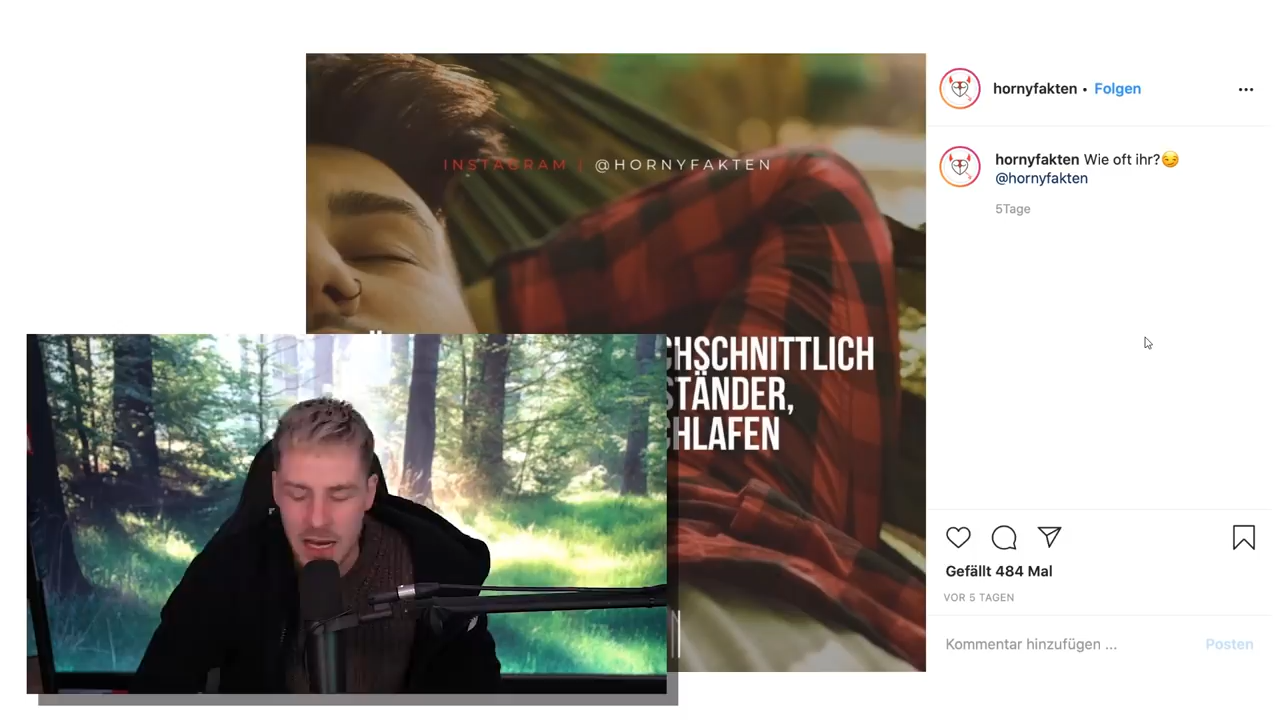 INSTAGRAM | @HORNYFAKTEN
CHSCHNITTLICH
STÄNDER,
CHLAFEN
hornyfakten • Folgen
hornyfakten Wie oft ihr?😏
@hornyfakten
5Tage
Gefällt 484 Mal
VOR 5 TAGEN
Kommentar hinzufügen ...
Posten